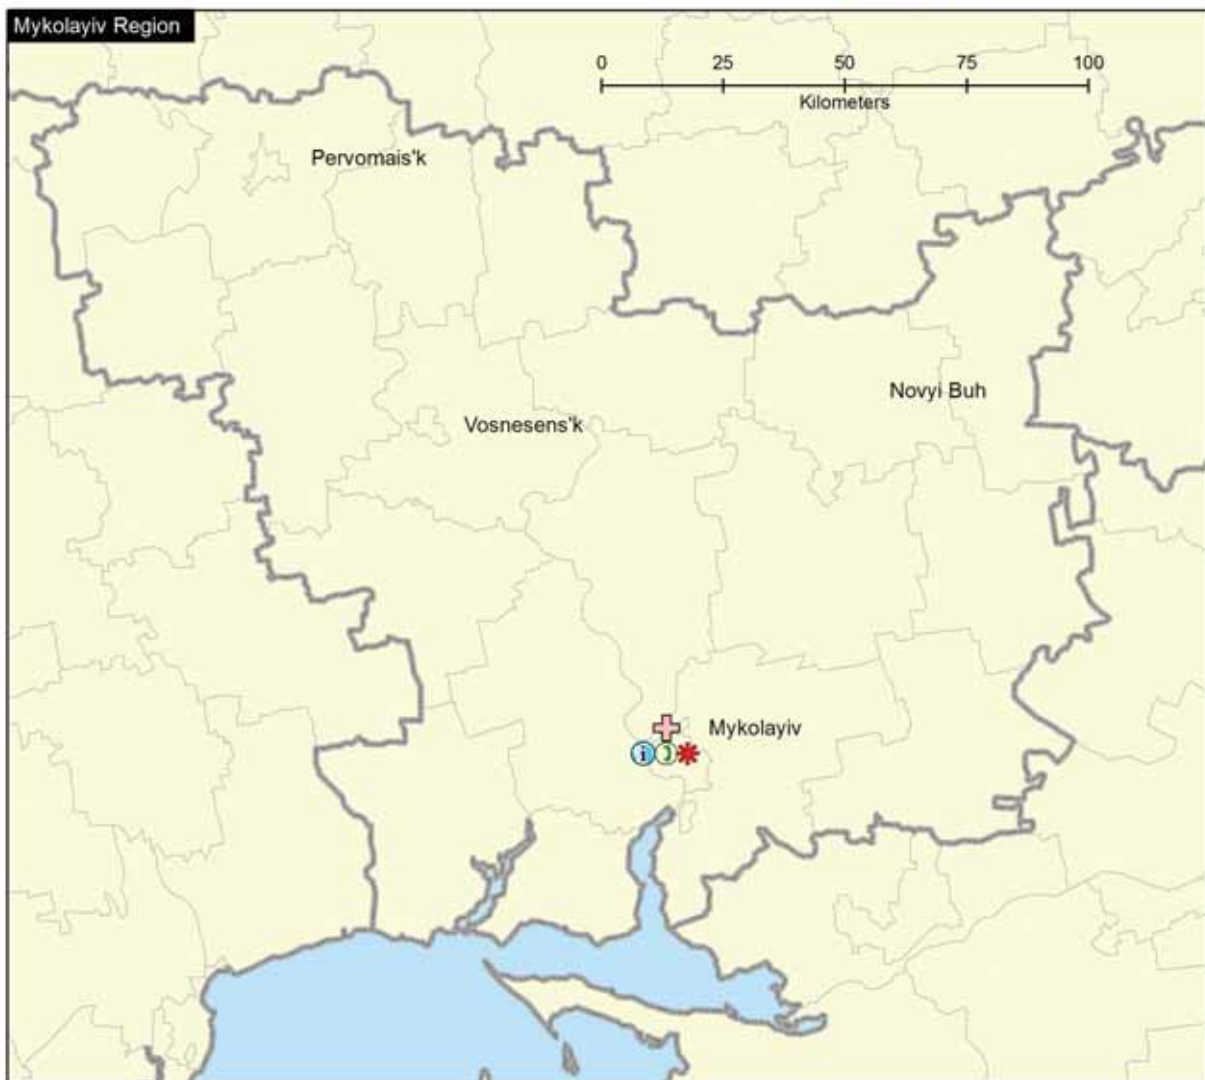 Mykolayiv Region
0 25 50 75 100
Kilometers
Pervomais'k
Novyi Buh
Vosnesens'k
Mykolayiv
i